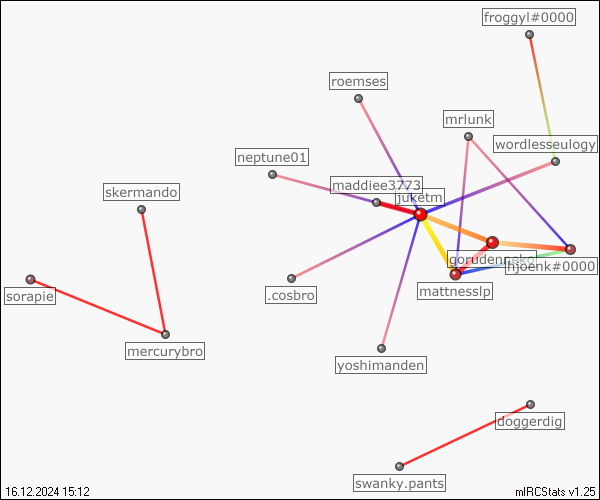 froggyl#0000
roemses
mrlunk
wordlesseulogy
neptune01
maddiee3773
skermando
juketm
gorudenneko
hjoenk#0000
sorapie
.cosbro
mattnesslp
mercurybro
yoshimanden
doggerdig
swanky.pants
16.12.2024 15:12
mIRCStats v1.25